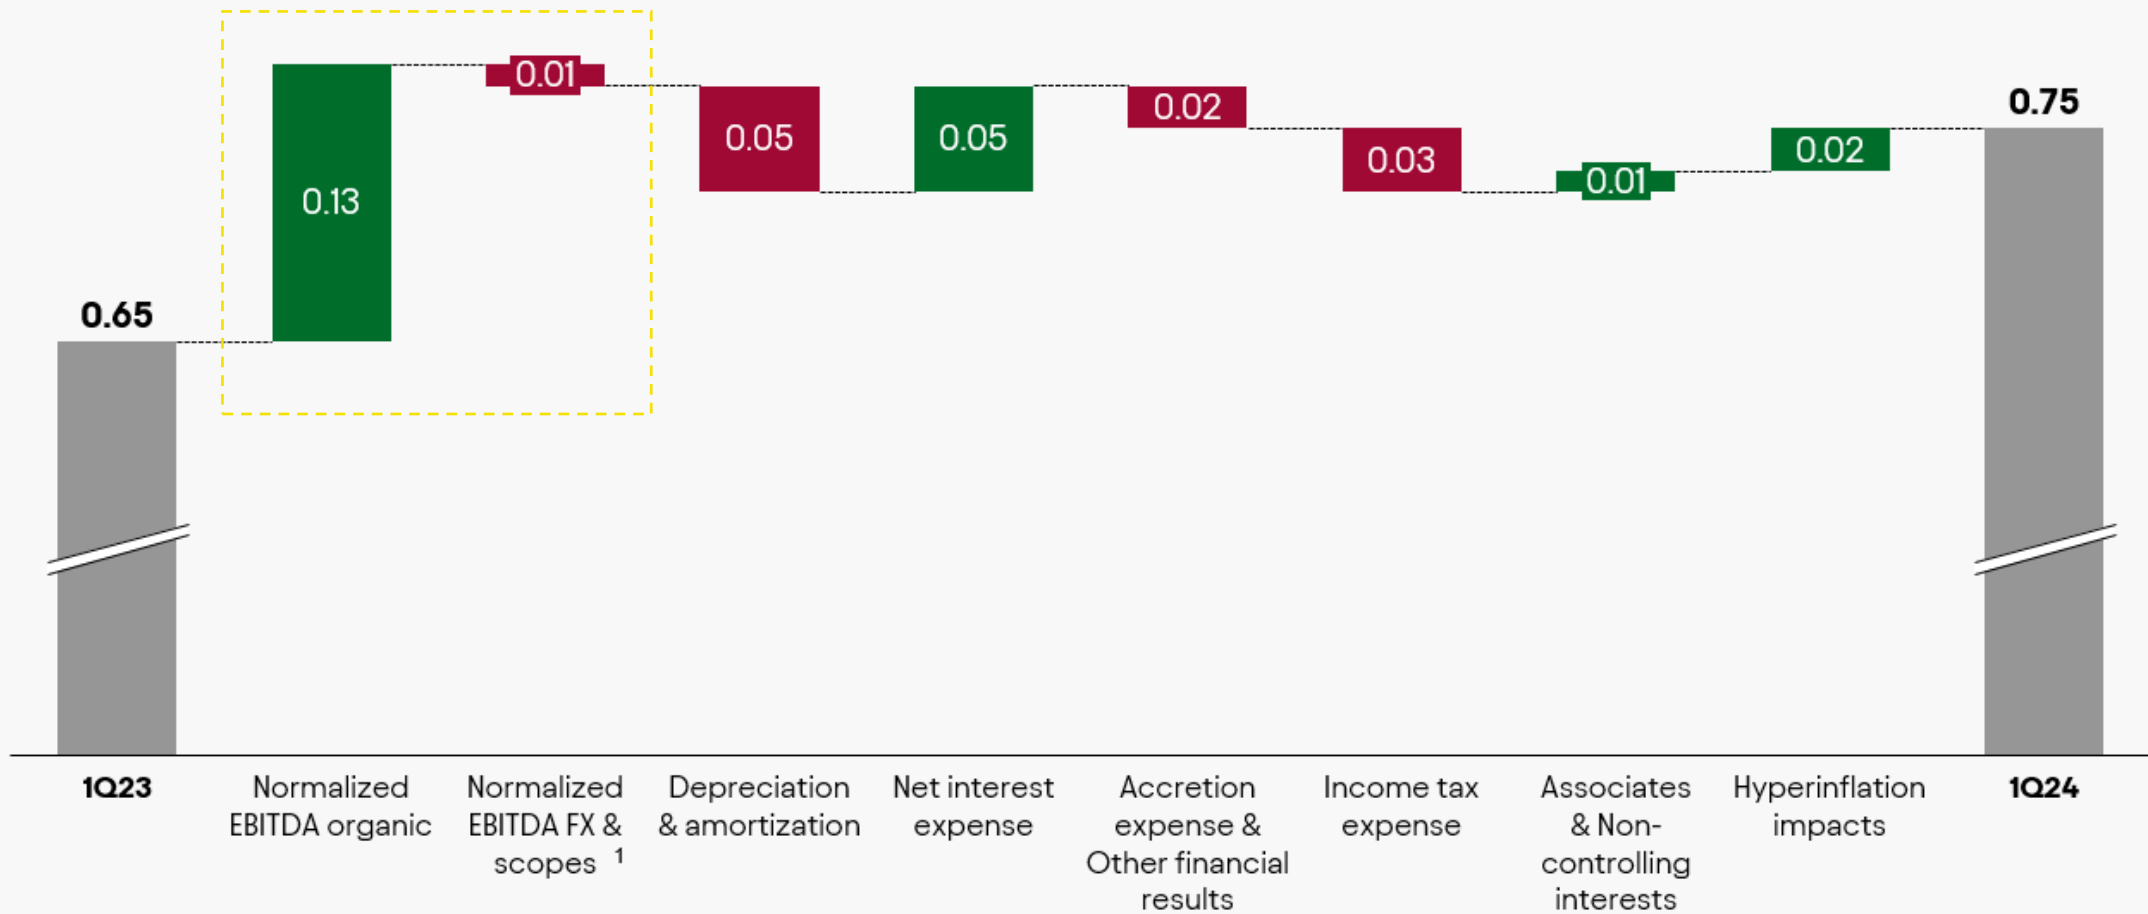 0.65
0.13
0.01
0.05
0.05
0.02
0.03
0.01
0.02
0.75
1Q23
Normalized
EBITDA organic
Normalized
EBITDA FX &
scopes 1
Depreciation
& amortization
Net interest
expense
Accretion
expense &
Other financial
results
Income tax
expense
Associates
& Non-
controlling
interests
Hyperinflation
impacts
1Q24